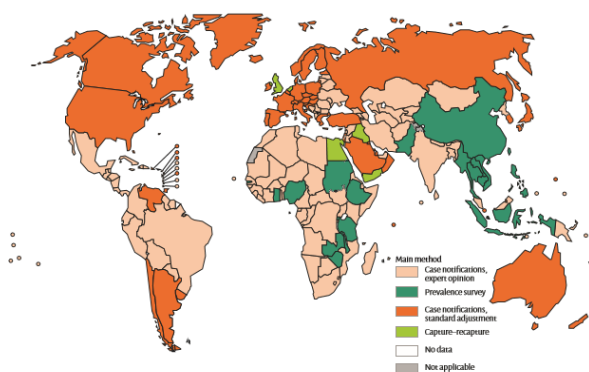 Main method
Case notifications,
expert opinion
Prevalence survey
Case notifications,
standard adjustment
Capture–recapture
No data
Not applicable